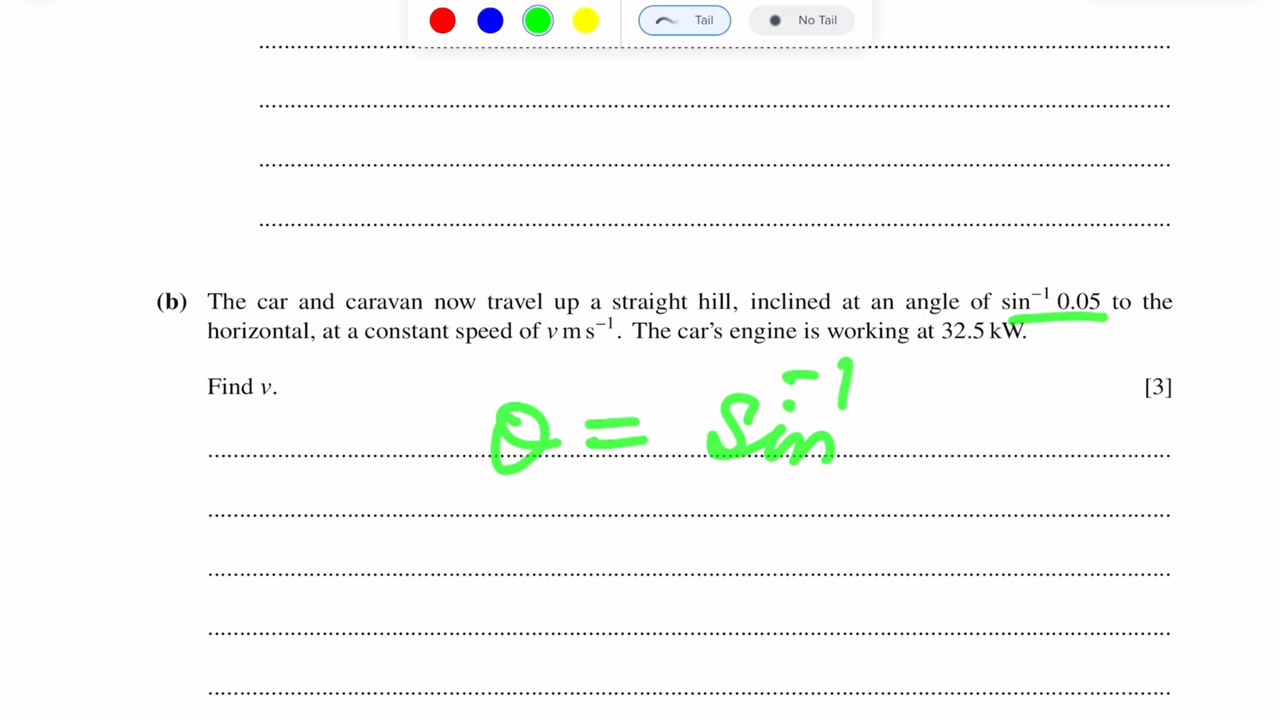 Tail No Tail
(b) The car and caravan now travel up a straight hill, inclined at an angle of sin⁻¹ 0.05 to the
horizontal, at a constant speed of v m s⁻¹. The car's engine is working at 32.5 kW.
Find v. [3]
θ = sin⁻¹